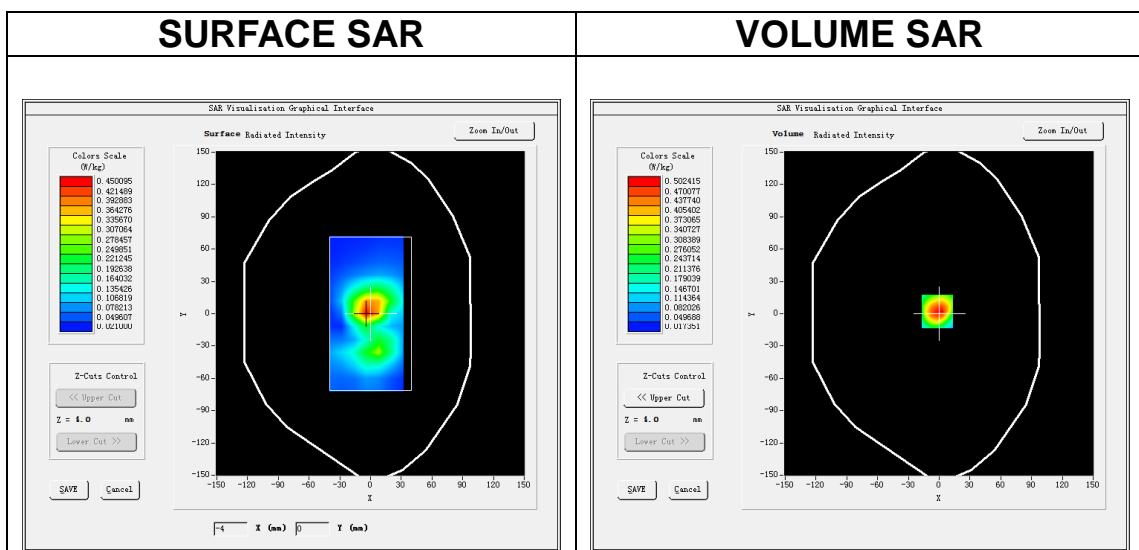 SURFACE SAR
VOLUME SAR
SAR Visualisation Graphical Interface
Surface Radiated Intensity
Zoom In/Out
Colors Scale
(W/kg)
0.450095
0.421489
0.392883
0.364276
0.335670
0.307064
0.278457
0.249851
0.221245
0.192638
0.164032
0.135426
0.106819
0.078213
0.049607
0.021000
Z-Cuts Control
<< Upper Cut
Z = 4.0 mm
Lower Cut >>
SAVE
Cancel
150
120
90
60
30
0
-30
-60
-90
-120
-150
Y
-150 -120 -90 -60 -30 0 30 60 90 120 150
X
-4 X (mm) 0 Y (mm)
SAR Visualisation Graphical Interface
Volume Radiated Intensity
Zoom In/Out
Colors Scale
(W/kg)
0.502415
0.470077
0.437740
0.405402
0.373065
0.340727
0.308389
0.276052
0.243714
0.211376
0.179039
0.146701
0.114364
0.082026
0.049688
0.017351
Z-Cuts Control
<< Upper Cut
Z = 4.0 mm
Lower Cut >>
SAVE
Cancel
150
120
90
60
30
0
-30
-60
-90
-120
-150
Y
-150 -120 -90 -60 -30 0 30 60 90 120 150
X